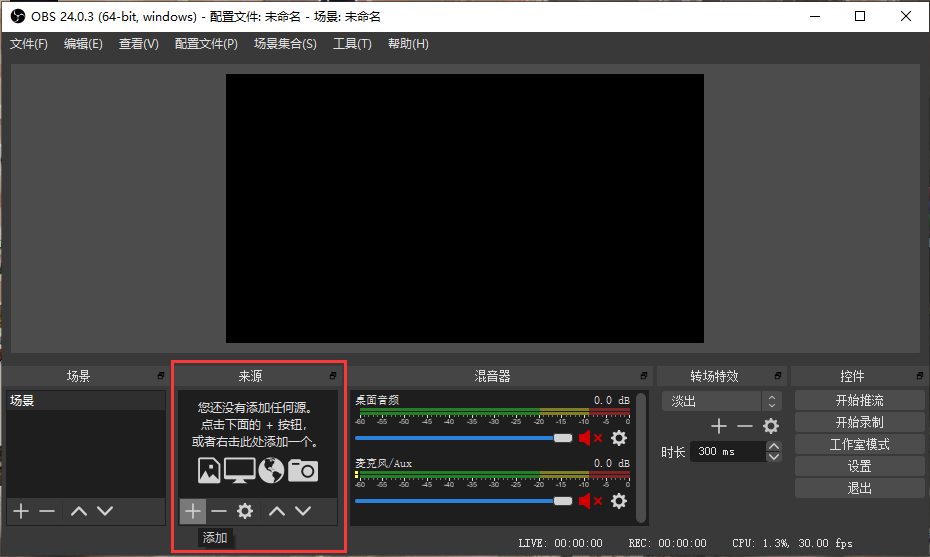 OBS 24.0.3 (64-bit, windows) - 配置文件: 未命名 - 场景: 未命名
文件(F) 编辑(E) 查看(V) 配置文件(P) 场景集合(S) 工具(T) 帮助(H)
场景
场景
来源
您还没有添加任何源。
点击下面的 + 按钮，
或者右击此处添加一个。
添加
混音器
桌面音频 0.0 dB
-60 -55 -50 -45 -40 -35 -30 -25 -20 -15 -10 -5 0
麦克风/Aux 0.0 dB
-60 -55 -50 -45 -40 -35 -30 -25 -20 -15 -10 -5 0
转场特效
淡出
时长 300 ms
控件
开始推流
开始录制
工作室模式
设置
退出
LIVE: 00:00:00 REC: 00:00:00 CPU: 1.3%, 30.00 fps